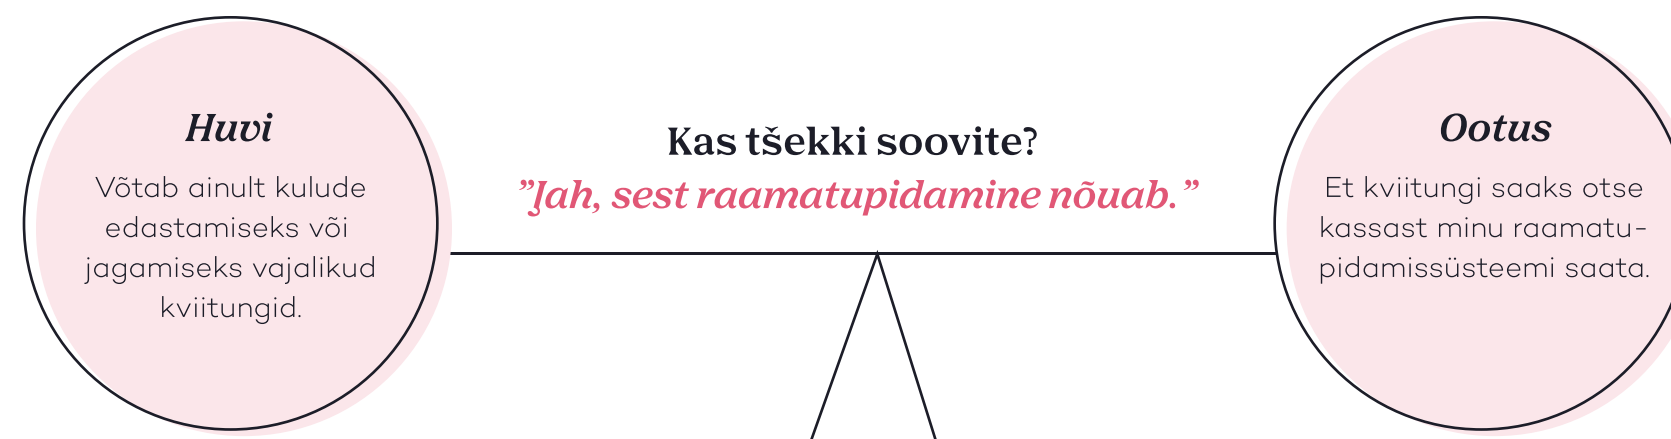 Huvi
Võtab ainult kulude
edastamiseks või
jagamiseks vajalikud
kviitungid.
Kas tšekki soovite?
”Jah, sest raamatupidamine nõuab.”
Ootus
Et kviitungi saaks otse
kassast minu raamatu-
pidamissüsteemi saata.